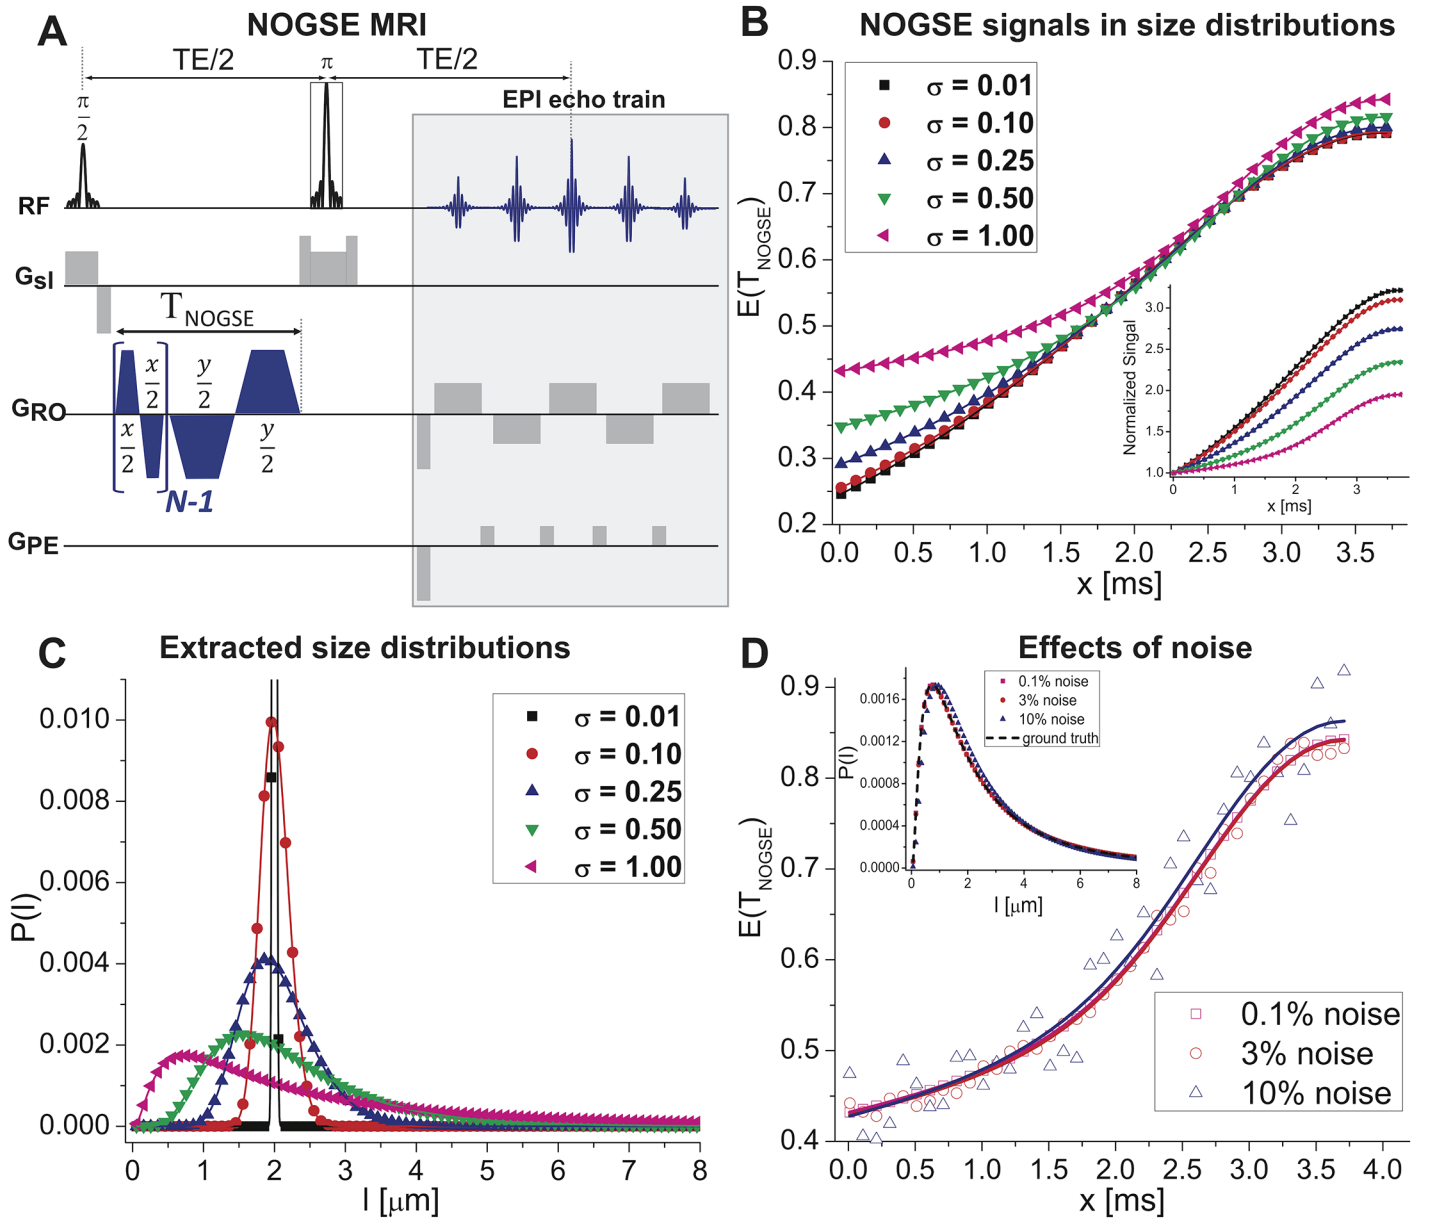 A
NOGSE MRI
TE/2
π
TE/2
π
2
EPI echo train
RF
Gsl
TNOGSE
x
2
y
2
GRO
x
2
y
2
N-1
GPE
B
NOGSE signals in size distributions
0.9
0.8
0.7
0.6
0.5
0.4
0.3
0.2
E(TNOGSE)
σ = 0.01
σ = 0.10
σ = 0.25
σ = 0.50
σ = 1.00
Normalized Singal
3.0
2.5
2.0
1.5
1.0
0 1 2 3
x [ms]
0.0 0.5 1.0 1.5 2.0 2.5 3.0 3.5
x [ms]
C
Extracted size distributions
0.010
0.008
0.006
0.004
0.002
0.000
P(l)
σ = 0.01
σ = 0.10
σ = 0.25
σ = 0.50
σ = 1.00
0 1 2 3 4 5 6 7 8
l [μm]
D
Effects of noise
0.9
0.8
0.7
0.6
0.5
0.4
E(TNOGSE)
0.0016
0.0012
0.0008
0.0004
0.0000
P(l)
0.1% noise
3% noise
10% noise
ground truth
0 2 4 6 8
l [μm]
0.1% noise
3% noise
10% noise
0.0 0.5 1.0 1.5 2.0 2.5 3.0 3.5 4.0
x [ms]